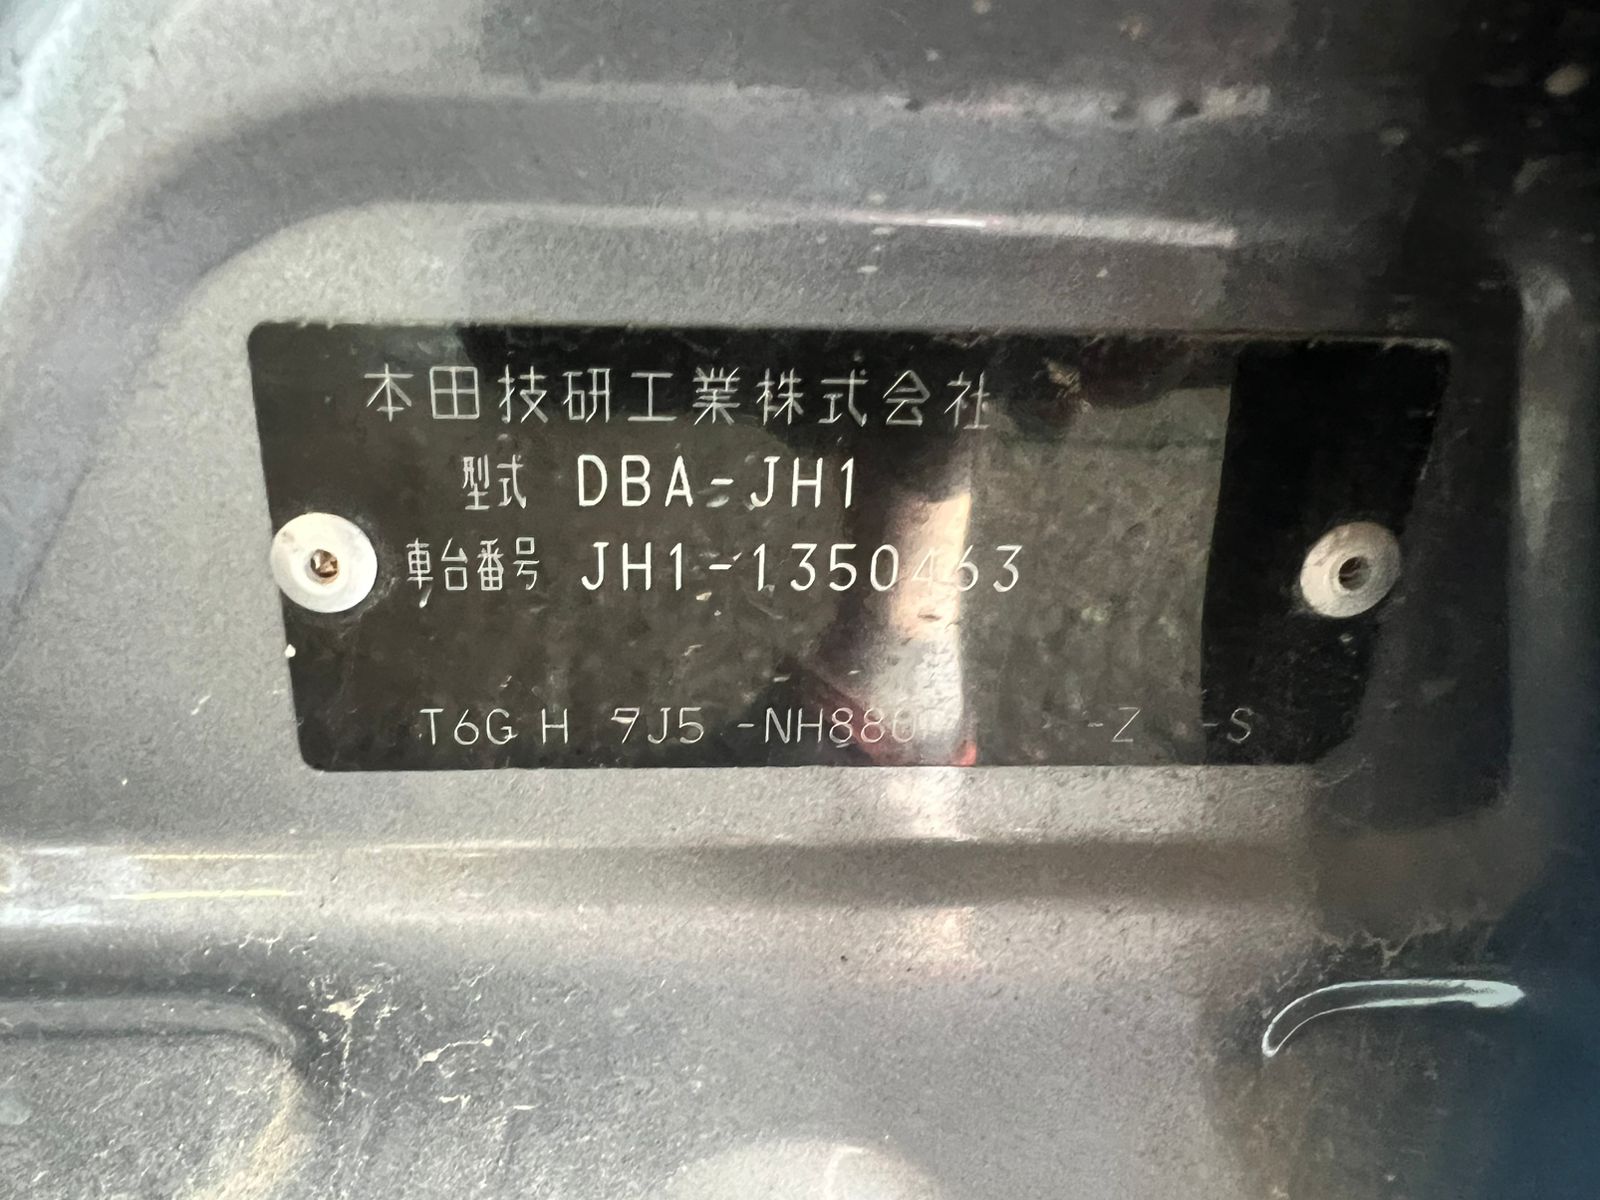 本田技研工業株式会社
型式 DBA-JH1
車台番号 JH1-1350463
T6G H 7J5 -NH880 -Z -S